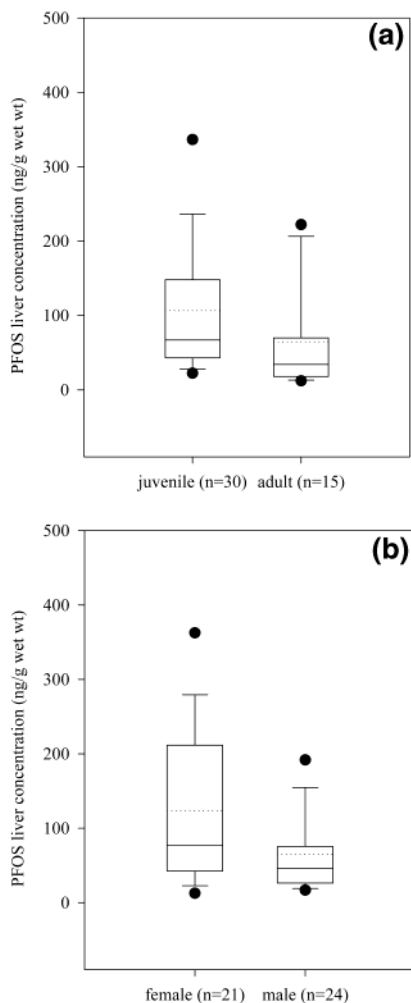 (a)
PFOS liver concentration (ng/g wet wt)
500
400
300
200
100
0
juvenile (n=30) adult (n=15)
(b)
PFOS liver concentration (ng/g wet wt)
500
400
300
200
100
0
female (n=21) male (n=24)